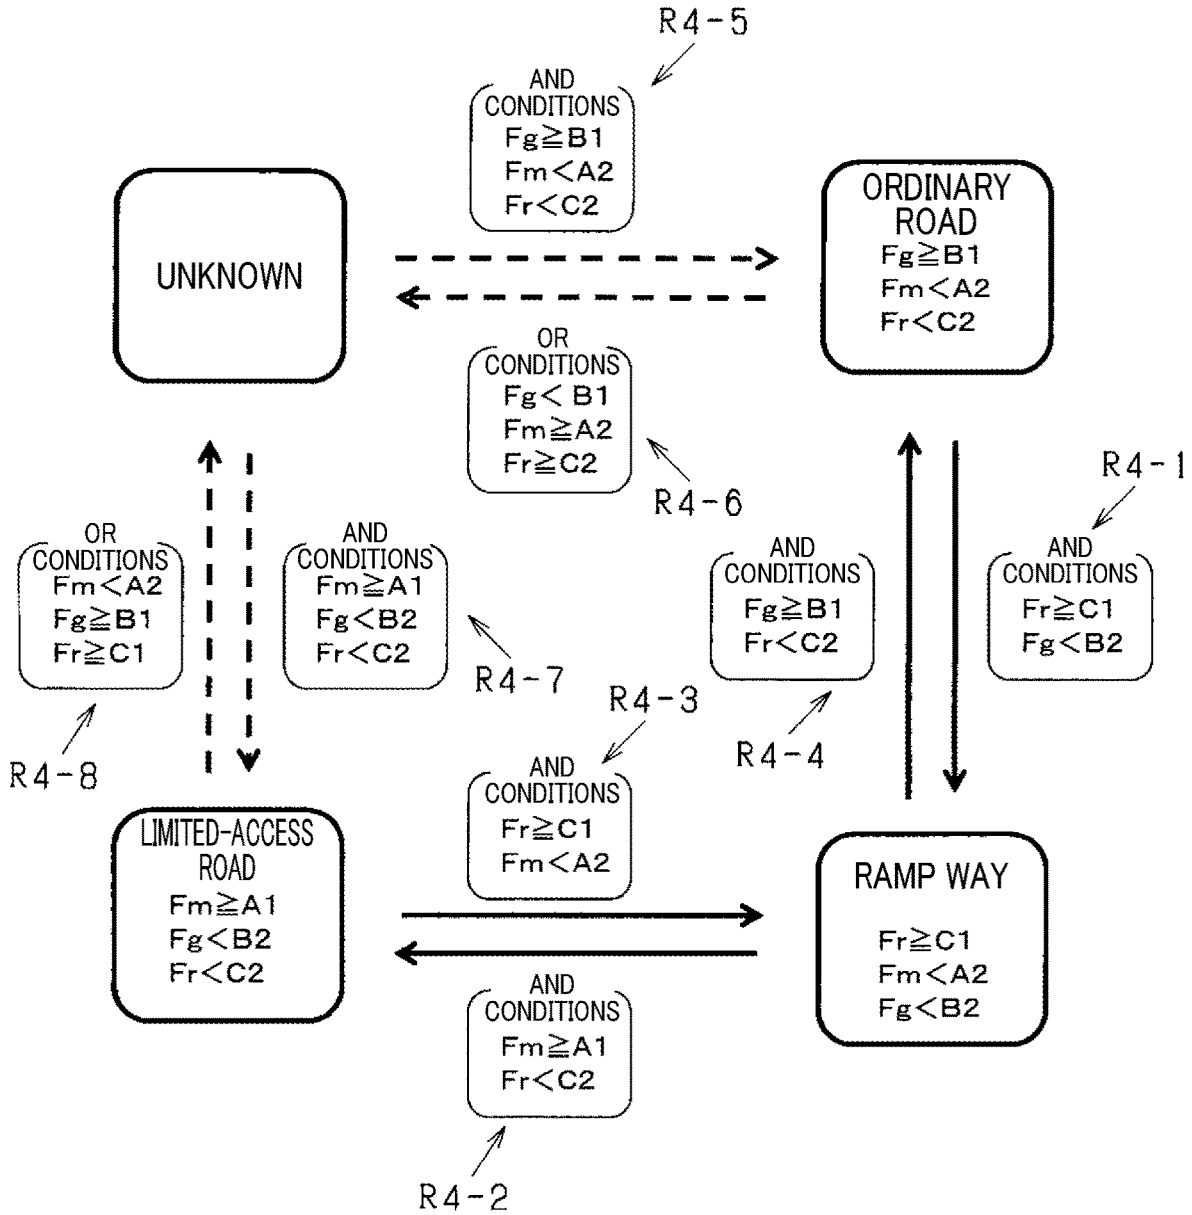 R4-5
AND
CONDITIONS
Fg≧B1
Fm<A2
Fr<C2
UNKNOWN
ORDINARY
ROAD
Fg≧B1
Fm<A2
Fr<C2
OR
CONDITIONS
Fg<B1
Fm≧A2
Fr≧C2
R4-6
R4-1
OR
CONDITIONS
Fm<A2
Fg≧B1
Fr≧C1
R4-8
AND
CONDITIONS
Fm≧A1
Fg<B2
Fr<C2
R4-7
AND
CONDITIONS
Fg≧B1
Fr<C2
R4-4
AND
CONDITIONS
Fr≧C1
Fg<B2
R4-3
AND
CONDITIONS
Fr≧C1
Fm<A2
LIMITED-ACCESS
ROAD
Fm≧A1
Fg<B2
Fr<C2
RAMP WAY
Fr≧C1
Fm<A2
Fg<B2
AND
CONDITIONS
Fm≧A1
Fr<C2
R4-2